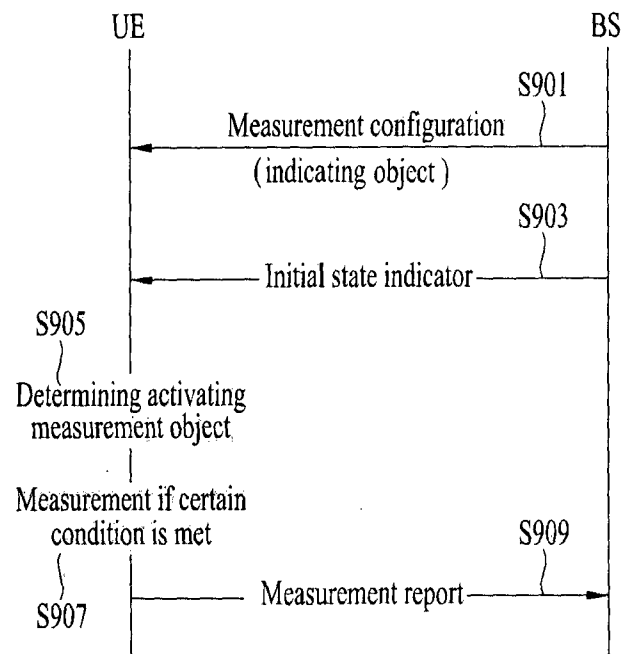 UE
BS
S901
Measurement configuration
(indicating object)
S903
Initial state indicator
S905
Determining activating
measurement object
Measurement if certain
condition is met
S909
Measurement report
S907